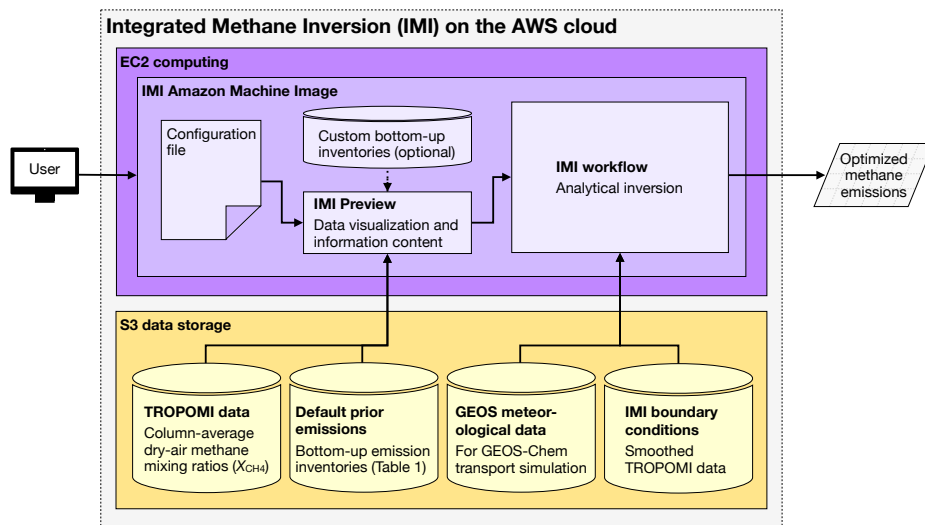 Integrated Methane Inversion (IMI) on the AWS cloud
EC2 computing
IMI Amazon Machine Image
User
Configuration
file
Custom bottom-up
inventories (optional)
IMI Preview
Data visualization and
information content
IMI workflow
Analytical inversion
Optimized
methane
emissions
S3 data storage
TROPOMI data
Column-average
dry-air methane
mixing ratios (XCH4)
Default prior
emissions
Bottom-up emission
inventories (Table 1)
GEOS meteor-
ological data
For GEOS-Chem
transport simulation
IMI boundary
conditions
Smoothed
TROPOMI data